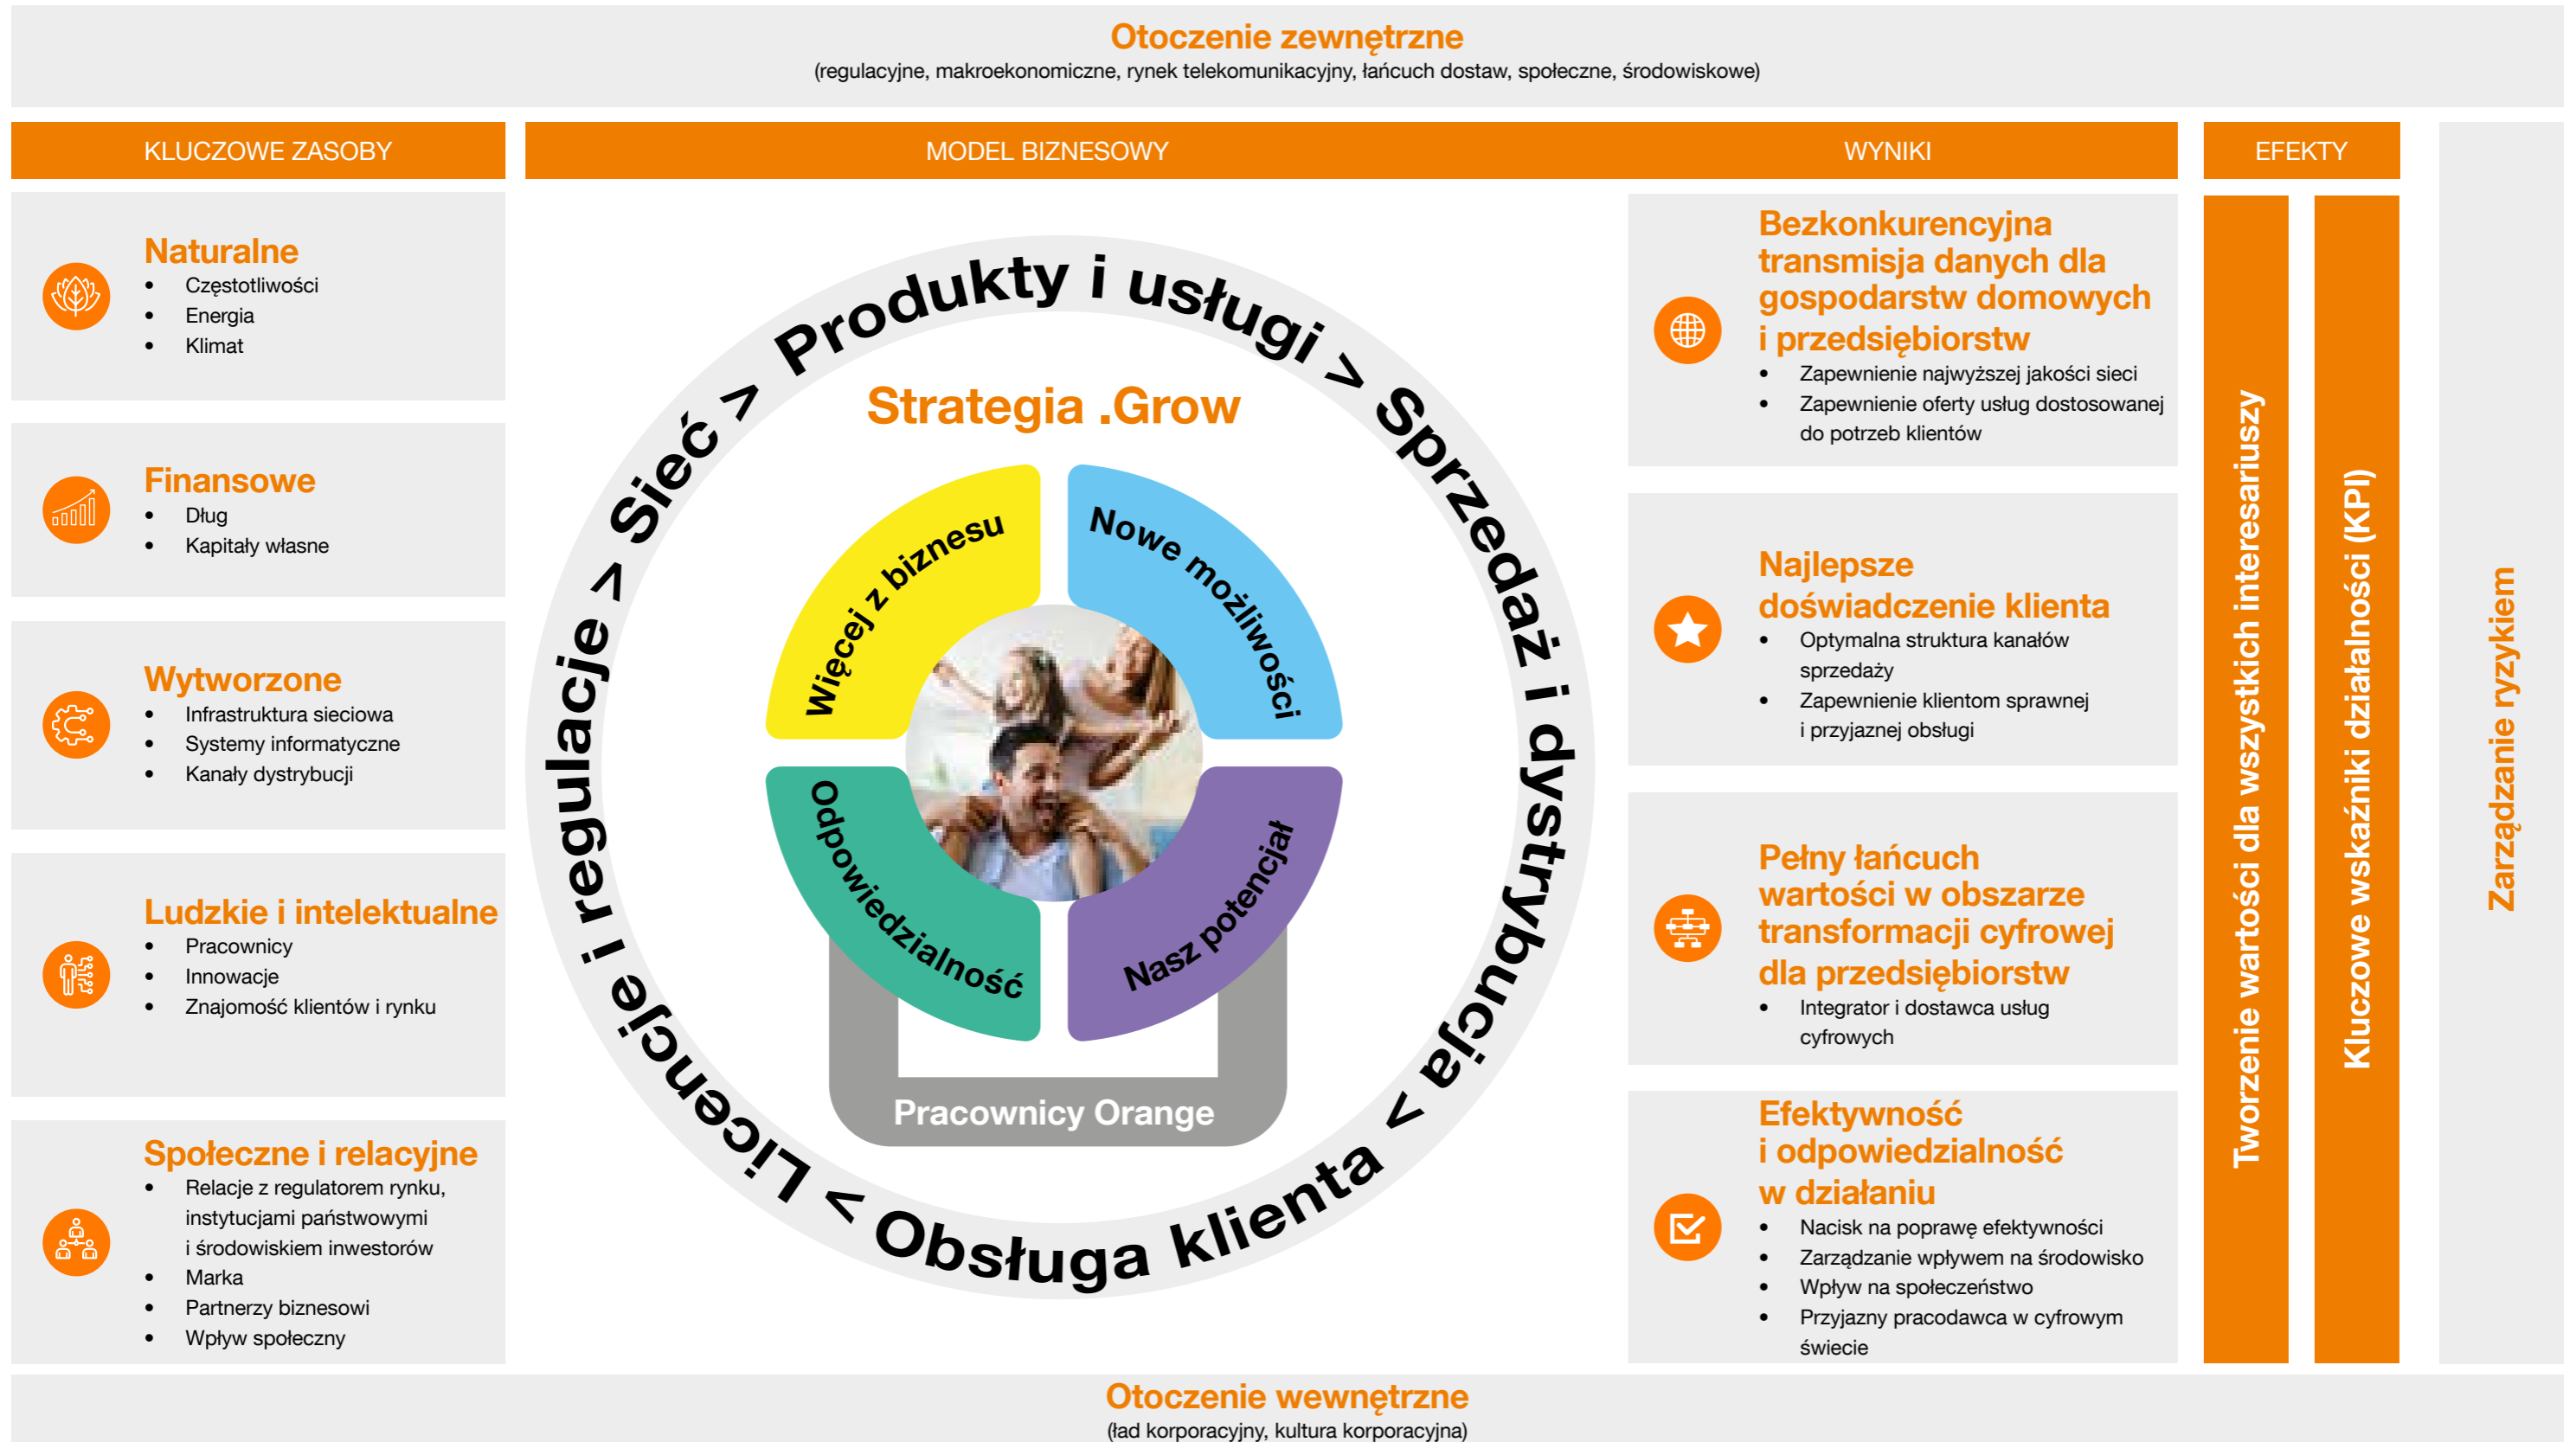 Otoczenie zewnętrzne
(regulacyjne, makroekonomiczne, rynek telekomunikacyjny, łańcuch dostaw, społeczne, środowiskowe)
KLUCZOWE ZASOBY
Naturalne
• Częstotliwości
• Energia
• Klimat
Finansowe
• Dług
• Kapitały własne
Wytworzone
• Infrastruktura sieciowa
• Systemy informatyczne
• Kanały dystrybucji
Ludzkie i intelektualne
• Pracownicy
• Innowacje
• Znajomość klientów i rynku
Społeczne i relacyjne
• Relacje z regulatorem rynku,
instytucjami państwowymi
i środowiskiem inwestorów
• Marka
• Partnerzy biznesowi
• Wpływ społeczny
MODEL BIZNESOWY
Licencje i regulacje > Sieć > Produkty i usługi > Sprzedaż i dystrybucja > Obsługa klienta >
Strategia .Grow
Więcej z biznesu
Nowe możliwości
Odpowiedzialność
Nasz potencjał
Pracownicy Orange
WYNIKI
Bezkonkurencyjna
transmisja danych dla
gospodarstw domowych
i przedsiębiorstw
• Zapewnienie najwyższej jakości sieci
• Zapewnienie oferty usług dostosowanej
do potrzeb klientów
Najlepsze
doświadczenie klienta
• Optymalna struktura kanałów
sprzedaży
• Zapewnienie klientom sprawnej
i przyjaznej obsługi
Pełny łańcuch
wartości w obszarze
transformacji cyfrowej
dla przedsiębiorstw
• Integrator i dostawca usług
cyfrowych
Efektywność
i odpowiedzialność
w działaniu
• Nacisk na poprawę efektywności
• Zarządzanie wpływem na środowisko
• Wpływ na społeczeństwo
• Przyjazny pracodawca w cyfrowym
świecie
EFEKTY
Tworzenie wartości dla wszystkich interesariuszy
Kluczowe wskaźniki działalności (KPI)
Zarządzanie ryzykiem
Otoczenie wewnętrzne
(ład korporacyjny, kultura korporacyjna)